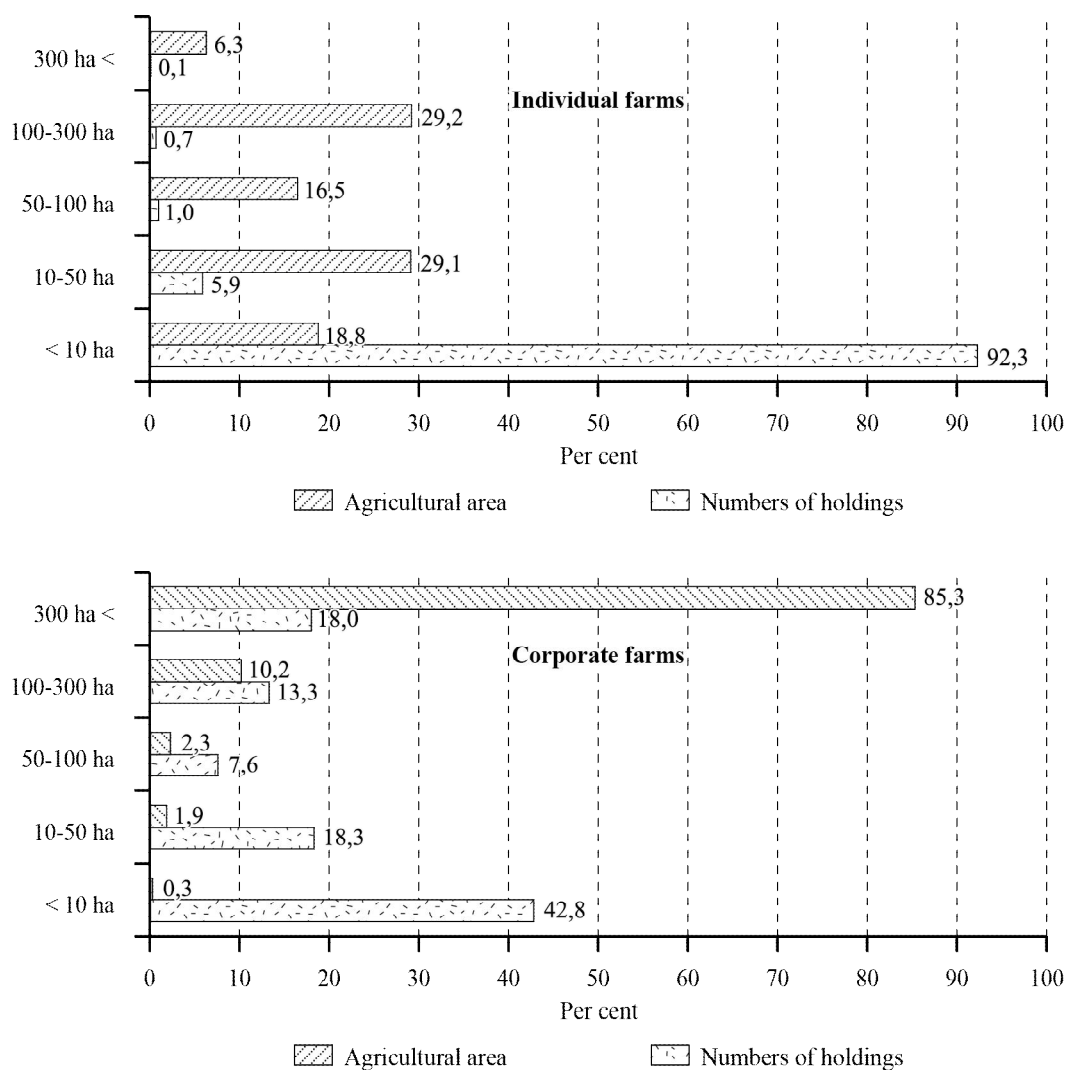 300 ha <
6,3
0,1
Individual farms
100-300 ha
29,2
0,7
50-100 ha
16,5
1,0
10-50 ha
29,1
5,9
< 10 ha
18,8
92,3
0 10 20 30 40 50 60 70 80 90 100
Per cent
Agricultural area Numbers of holdings
300 ha <
85,3
18,0
Corporate farms
100-300 ha
10,2
13,3
50-100 ha
2,3
7,6
10-50 ha
1,9
18,3
< 10 ha
0,3
42,8
0 10 20 30 40 50 60 70 80 90 100
Per cent
Agricultural area Numbers of holdings